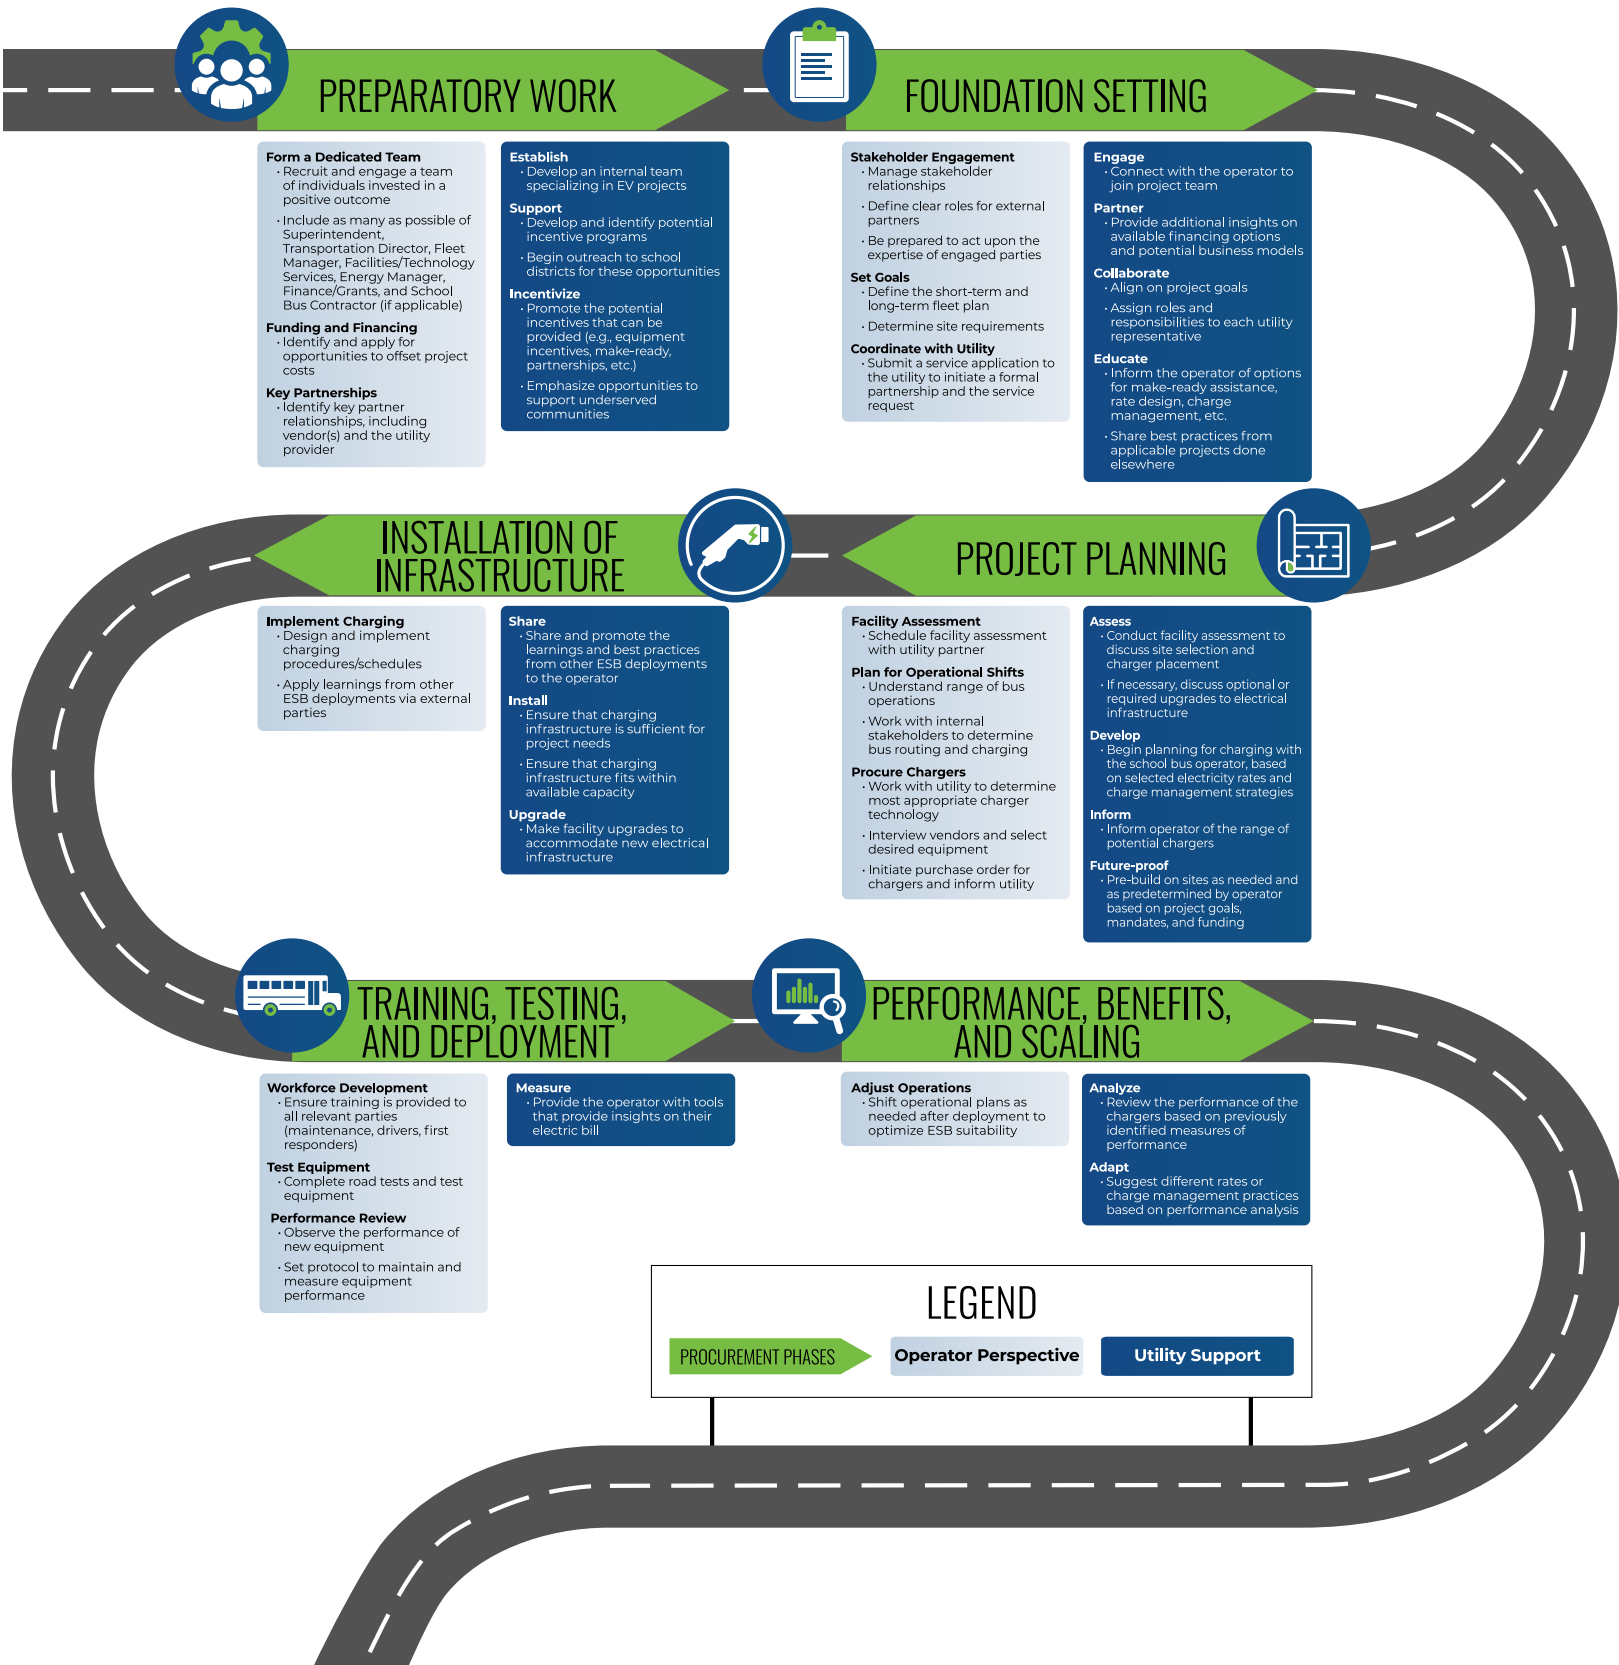 PREPARATORY WORK
Form a Dedicated Team
· Recruit and engage a team
of individuals invested in a
positive outcome
· Include as many as possible of
Superintendent,
Transportation Director, Fleet
Manager, Facilities/Technology
Services, Energy Manager,
Finance/Grants, and School
Bus Contractor (if applicable)
Funding and Financing
· Identify and apply for
opportunities to offset project
costs
Key Partnerships
· Identify key partner
relationships, including
vendor(s) and the utility
provider
Establish
· Develop an internal team
specializing in EV projects
Support
· Develop and identify potential
incentive programs
· Begin outreach to school
districts for these opportunities
Incentivize
· Promote the potential
incentives that can be
provided (e.g., equipment
incentives, make-ready,
partnerships, etc.)
· Emphasize opportunities to
support underserved
communities
FOUNDATION SETTING
Stakeholder Engagement
· Manage stakeholder
relationships
· Define clear roles for external
partners
· Be prepared to act upon the
expertise of engaged parties
Set Goals
· Define the short-term and
long-term fleet plan
· Determine site requirements
Coordinate with Utility
· Submit a service application to
the utility to initiate a formal
partnership and the service
request
Engage
· Connect with the operator to
join project team
Partner
· Provide additional insights on
available financing options
and potential business models
Collaborate
· Align on project goals
· Assign roles and
responsibilities to each utility
representative
Educate
· Inform the operator of options
for make-ready assistance,
rate design, charge
management, etc.
· Share best practices from
applicable projects done
elsewhere
PROJECT PLANNING
Facility Assessment
· Schedule facility assessment
with utility partner
Plan for Operational Shifts
· Understand range of bus
operations
· Work with internal
stakeholders to determine
bus routing and charging
Procure Chargers
· Work with utility to determine
most appropriate charger
technology
· Interview vendors and select
desired equipment
· Initiate purchase order for
chargers and inform utility
Assess
· Conduct facility assessment to
discuss site selection and
charger placement
· If necessary, discuss optional or
required upgrades to electrical
infrastructure
Develop
· Begin planning for charging with
the school bus operator, based
on selected electricity rates and
charge management strategies
Inform
· Inform operator of the range of
potential chargers
Future-proof
· Pre-build on sites as needed and
as predetermined by operator
based on project goals,
mandates, and funding
INSTALLATION OF
INFRASTRUCTURE
Implement Charging
· Design and implement
charging
procedures/schedules
· Apply learnings from other
ESB deployments via external
parties
Share
· Share and promote the
learnings and best practices
from other ESB deployments
to the operator
Install
· Ensure that charging
infrastructure is sufficient for
project needs
· Ensure that charging
infrastructure fits within
available capacity
Upgrade
· Make facility upgrades to
accommodate new electrical
infrastructure
TRAINING, TESTING,
AND DEPLOYMENT
Workforce Development
· Ensure training is provided to
all relevant parties
(maintenance, drivers, first
responders)
Test Equipment
· Complete road tests and test
equipment
Performance Review
· Observe the performance of
new equipment
· Set protocol to maintain and
measure equipment
performance
Measure
· Provide the operator with tools
that provide insights on their
electric bill
PERFORMANCE, BENEFITS,
AND SCALING
Adjust Operations
· Shift operational plans as
needed after deployment to
optimize ESB suitability
Analyze
· Review the performance of the
chargers based on previously
identified measures of
performance
Adapt
· Suggest different rates or
charge management practices
based on performance analysis
LEGEND
PROCUREMENT PHASES
Operator Perspective
Utility Support